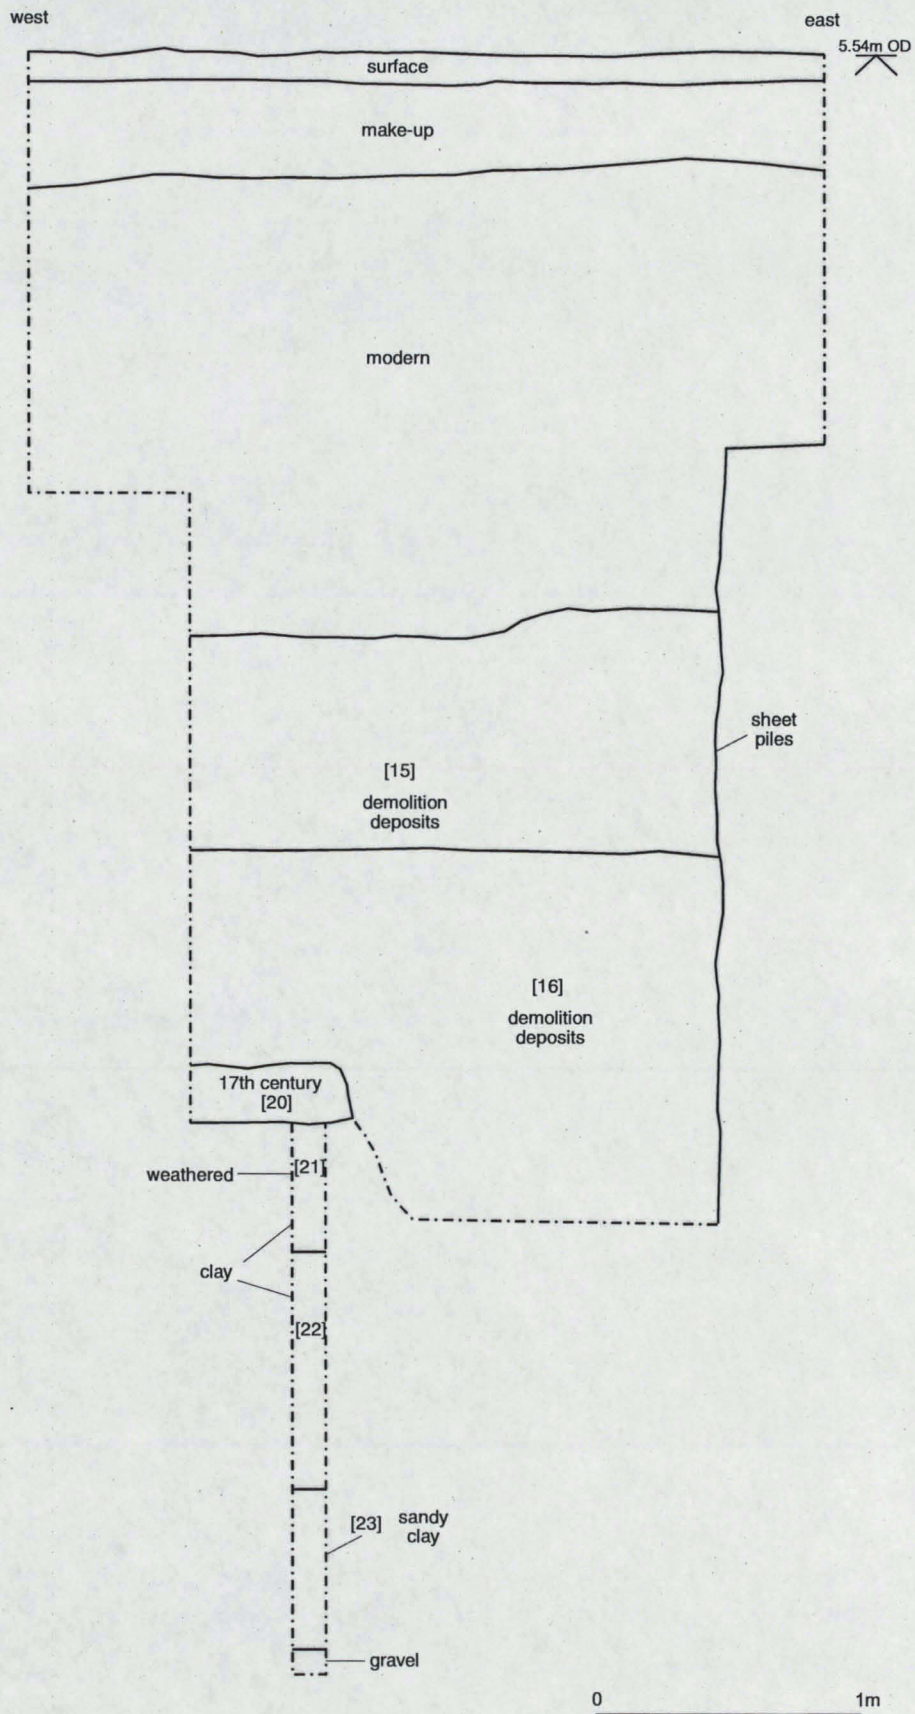 west
east
5.54m OD
surface
make-up
modern
sheet
piles
[15]
demolition
deposits
[16]
demolition
deposits
17th century
[20]
weathered
[21]
clay
[22]
[23]
sandy
clay
gravel
0
1m